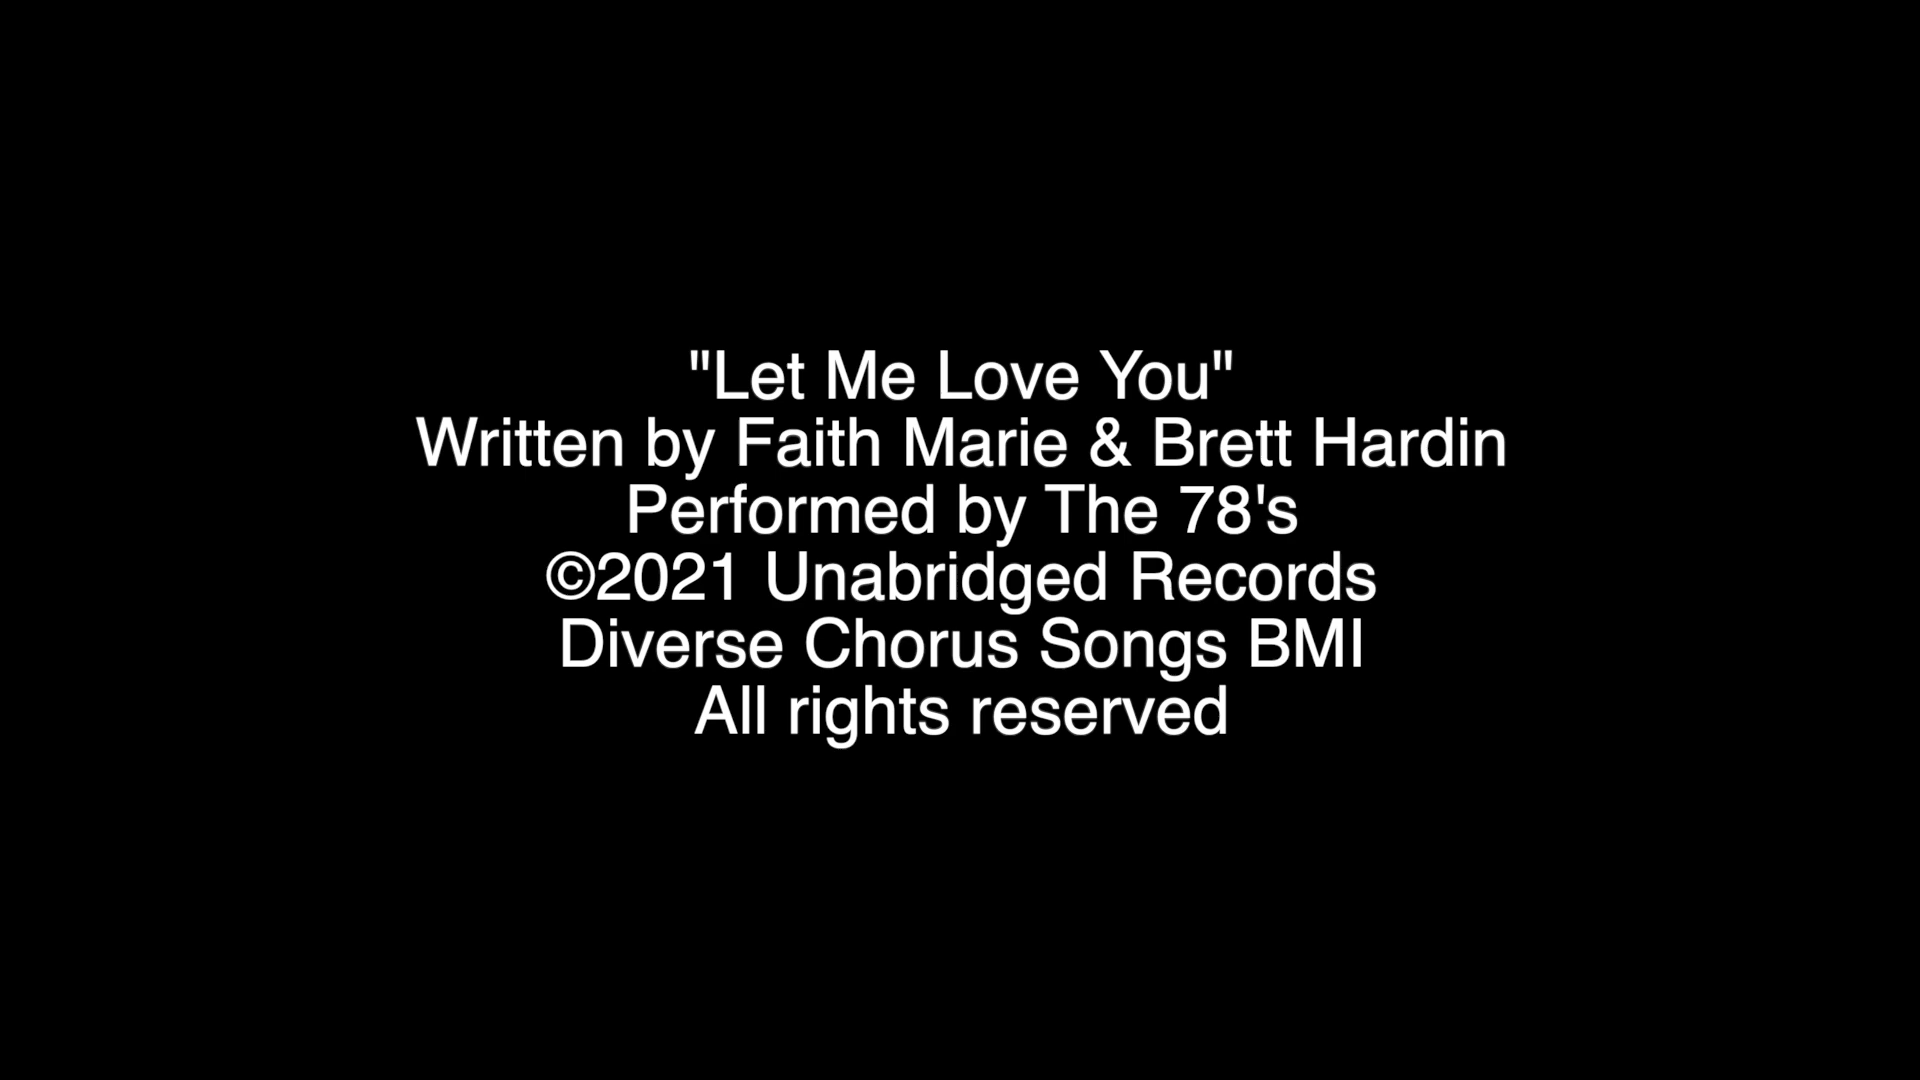 "Let Me Love You"
Written by Faith Marie & Brett Hardin
Performed by The 78's
©2021 Unabridged Records
Diverse Chorus Songs BMI
All rights reserved